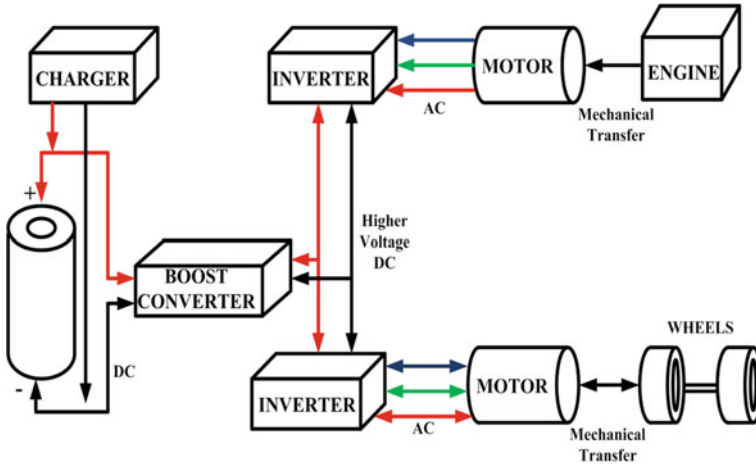 CHARGER
INVERTER
MOTOR
ENGINE
AC
Mechanical
Transfer
+
Higher
Voltage
DC
BOOST
CONVERTER
WHEELS
-
DC
INVERTER
MOTOR
AC
Mechanical
Transfer